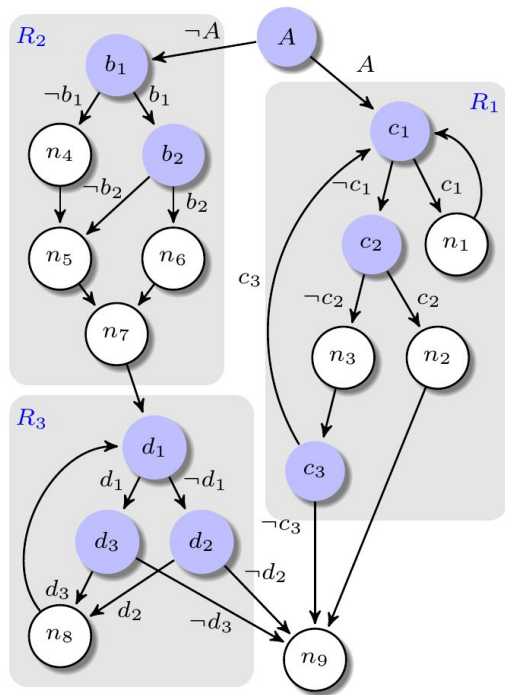 R₂
A
¬A
b₁
A
R₁
¬b₁
b₁
c₁
n₄
b₂
¬c₁
c₁
¬b₂
b₂
c₂
n₁
n₅
n₆
c₃
¬c₂
c₂
n₇
n₃
n₂
R₃
d₁
c₃
d₁
¬d₁
¬c₃
d₃
d₂
¬d₂
d₃
d₂
¬d₃
n₈
n₉